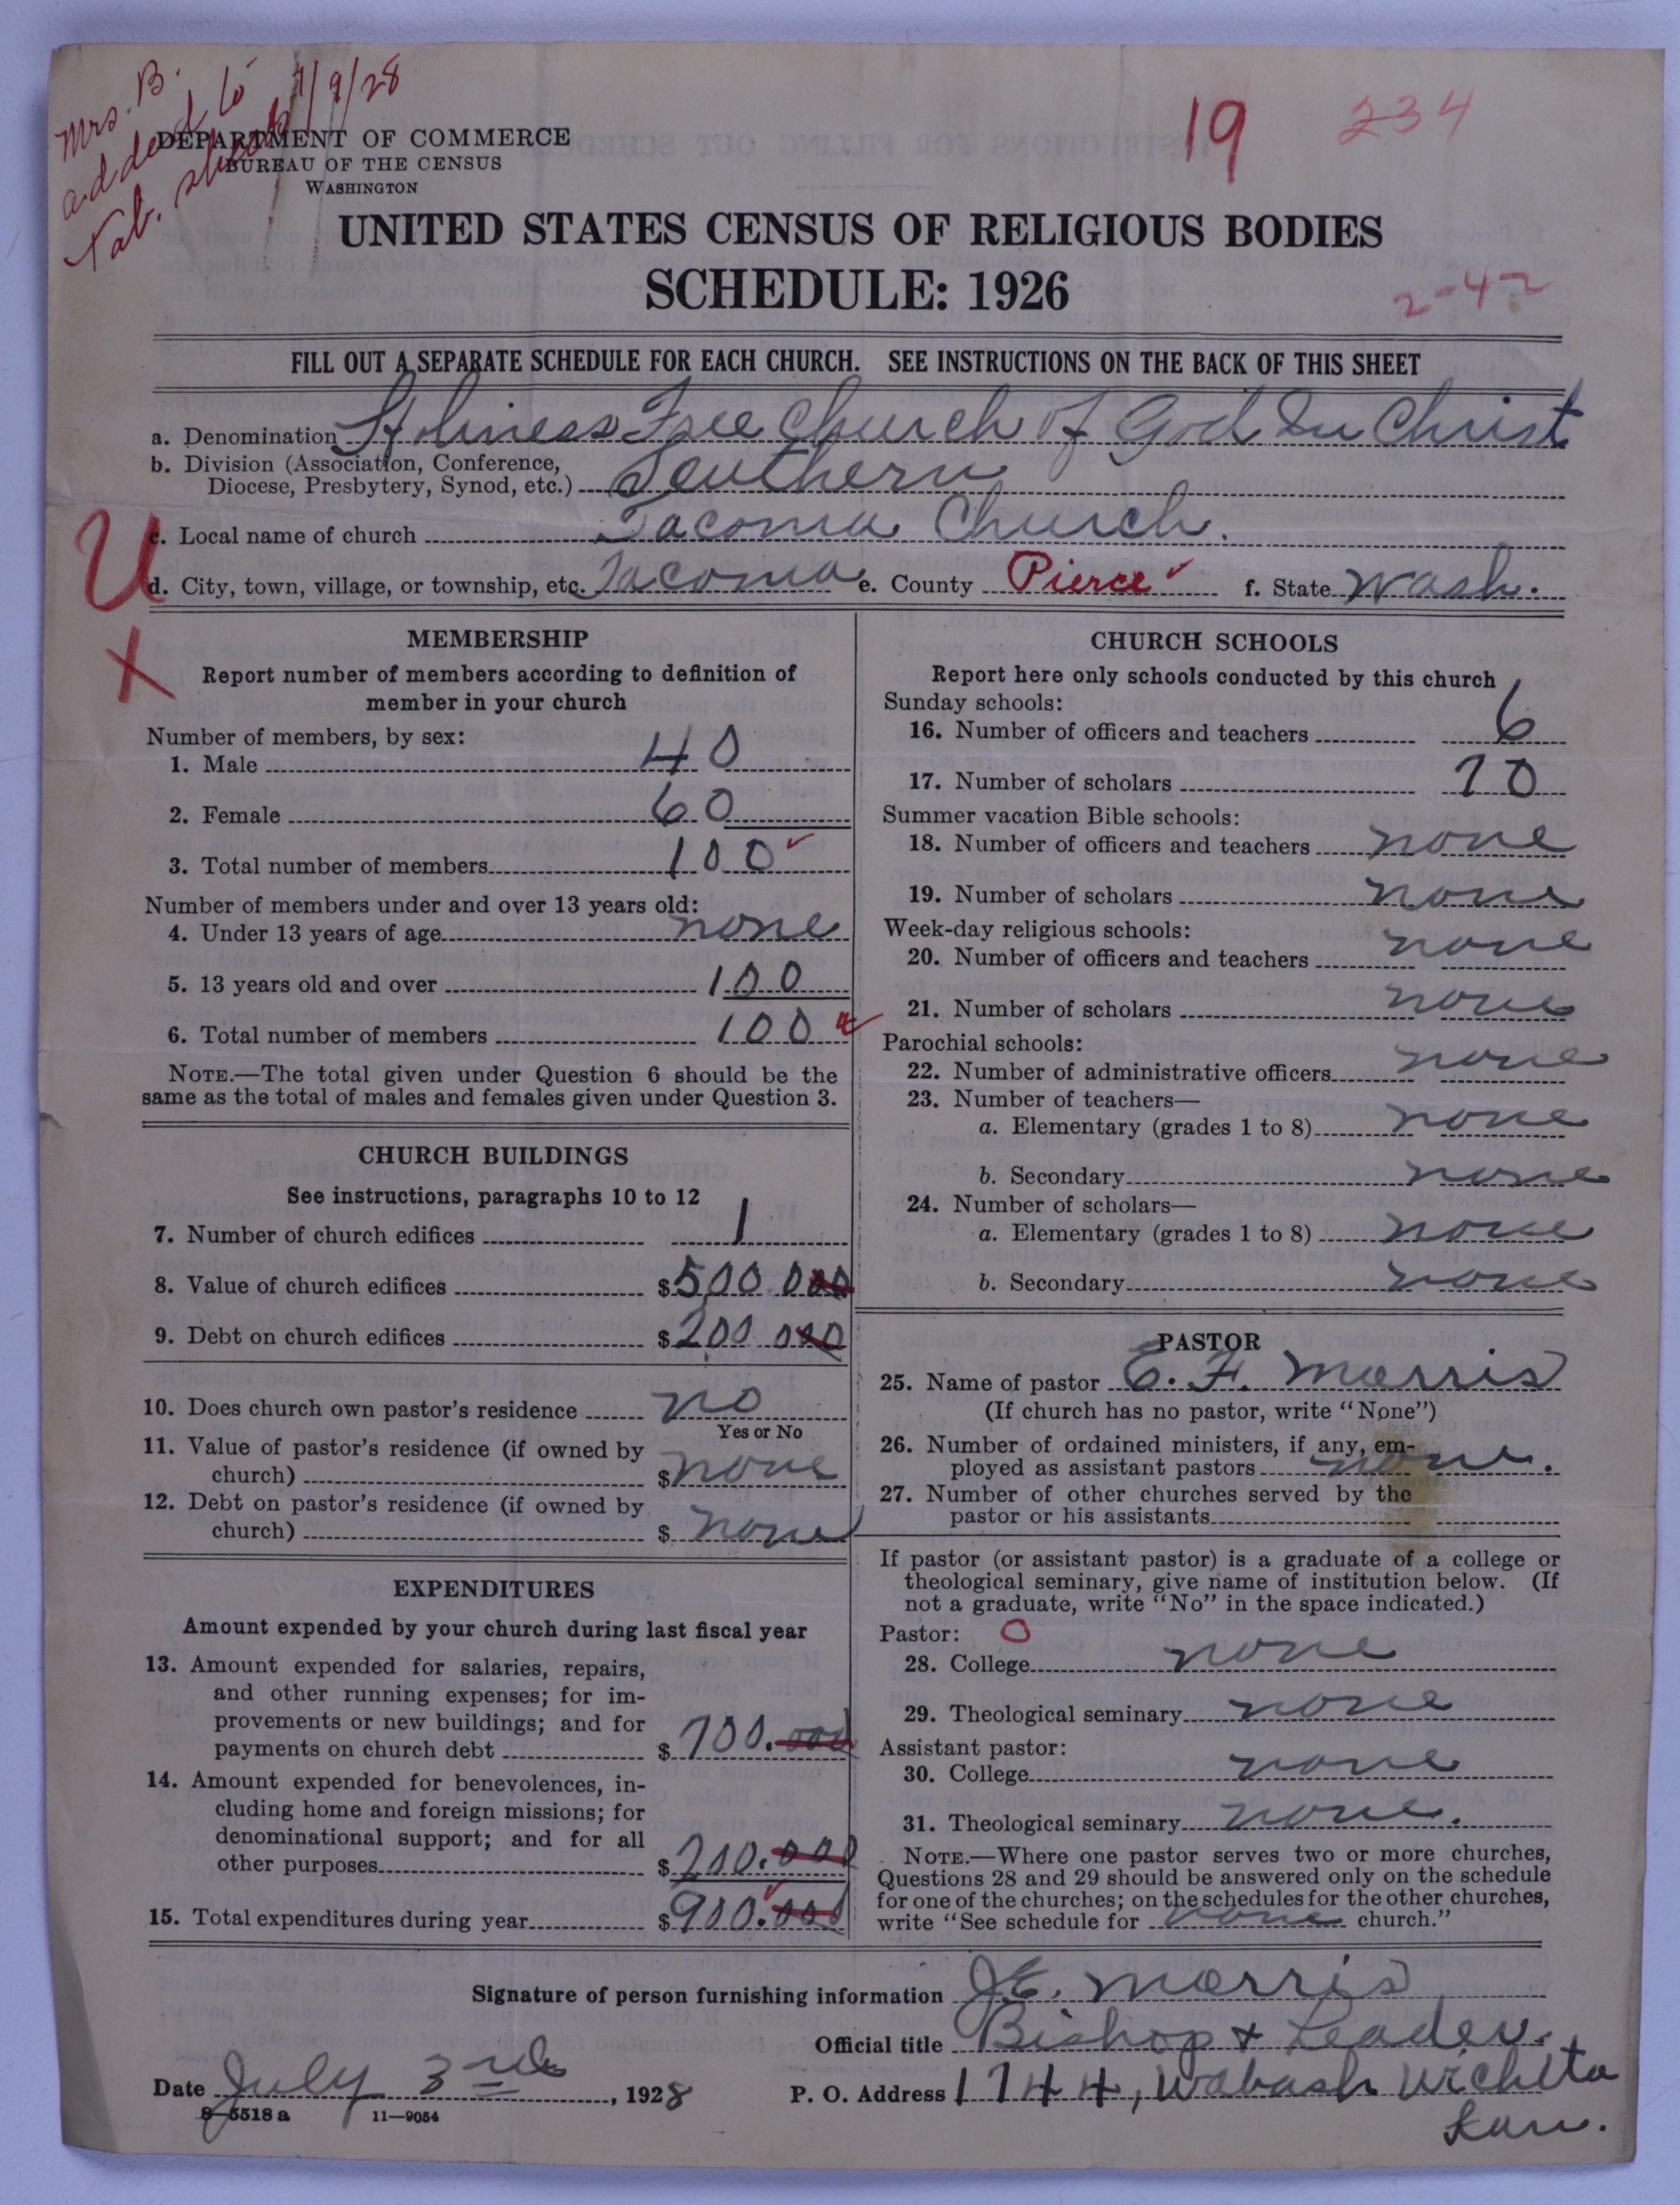 Mrs. B.
added to
Tab. sheets 7/9/28
19
234
DEPARTMENT OF COMMERCE
BUREAU OF THE CENSUS
WASHINGTON
UNITED STATES CENSUS OF RELIGIOUS BODIES
SCHEDULE: 1926
2-42
FILL OUT A SEPARATE SCHEDULE FOR EACH CHURCH. SEE INSTRUCTIONS ON THE BACK OF THIS SHEET
a. Denomination Holiness Free Church of God In Christ
b. Division (Association, Conference,
Diocese, Presbytery, Synod, etc.) Southern
U
c. Local name of church Tacoma Church.
d. City, town, village, or township, etc. Tacoma e. County Pierce f. State Wash.
X
MEMBERSHIP
Report number of members according to definition of
member in your church
Number of members, by sex:
1. Male 40
2. Female 60
3. Total number of members 100
Number of members under and over 13 years old:
4. Under 13 years of age none
5. 13 years old and over 100
6. Total number of members 100
NOTE.—The total given under Question 6 should be the
same as the total of males and females given under Question 3.
CHURCH BUILDINGS
See instructions, paragraphs 10 to 12
7. Number of church edifices 1
8. Value of church edifices $500.000
9. Debt on church edifices $200.000
10. Does church own pastor's residence no
Yes or No
11. Value of pastor's residence (if owned by
church) $none
12. Debt on pastor's residence (if owned by
church) $ none
EXPENDITURES
Amount expended by your church during last fiscal year
13. Amount expended for salaries, repairs,
and other running expenses; for im-
provements or new buildings; and for
payments on church debt $700.000
14. Amount expended for benevolences, in-
cluding home and foreign missions; for
denominational support; and for all
other purposes $200.000
15. Total expenditures during year $900.000
CHURCH SCHOOLS
Report here only schools conducted by this church
Sunday schools:
16. Number of officers and teachers 6
17. Number of scholars 70
Summer vacation Bible schools:
18. Number of officers and teachers none
19. Number of scholars none
Week-day religious schools:
20. Number of officers and teachers none
21. Number of scholars none
Parochial schools:
22. Number of administrative officers none
23. Number of teachers—
a. Elementary (grades 1 to 8) none
b. Secondary none
24. Number of scholars—
a. Elementary (grades 1 to 8) none
b. Secondary none
PASTOR
25. Name of pastor E. F. Morris
(If church has no pastor, write "None")
26. Number of ordained ministers, if any, em-
ployed as assistant pastors none.
27. Number of other churches served by the
pastor or his assistants
If pastor (or assistant pastor) is a graduate of a college or
theological seminary, give name of institution below. (If
not a graduate, write "No" in the space indicated.)
Pastor: O
28. College none
29. Theological seminary none
Assistant pastor:
30. College none
31. Theological seminary none.
NOTE.—Where one pastor serves two or more churches,
Questions 28 and 29 should be answered only on the schedule
for one of the churches; on the schedules for the other churches,
write "See schedule for none church."
Signature of person furnishing information J.E. Morris
Official title Bishop & Leader.
Date July 3rd, 1928 P. O. Address 1744, Wabash Wichita
Kan.
8-5518 a 11—9054